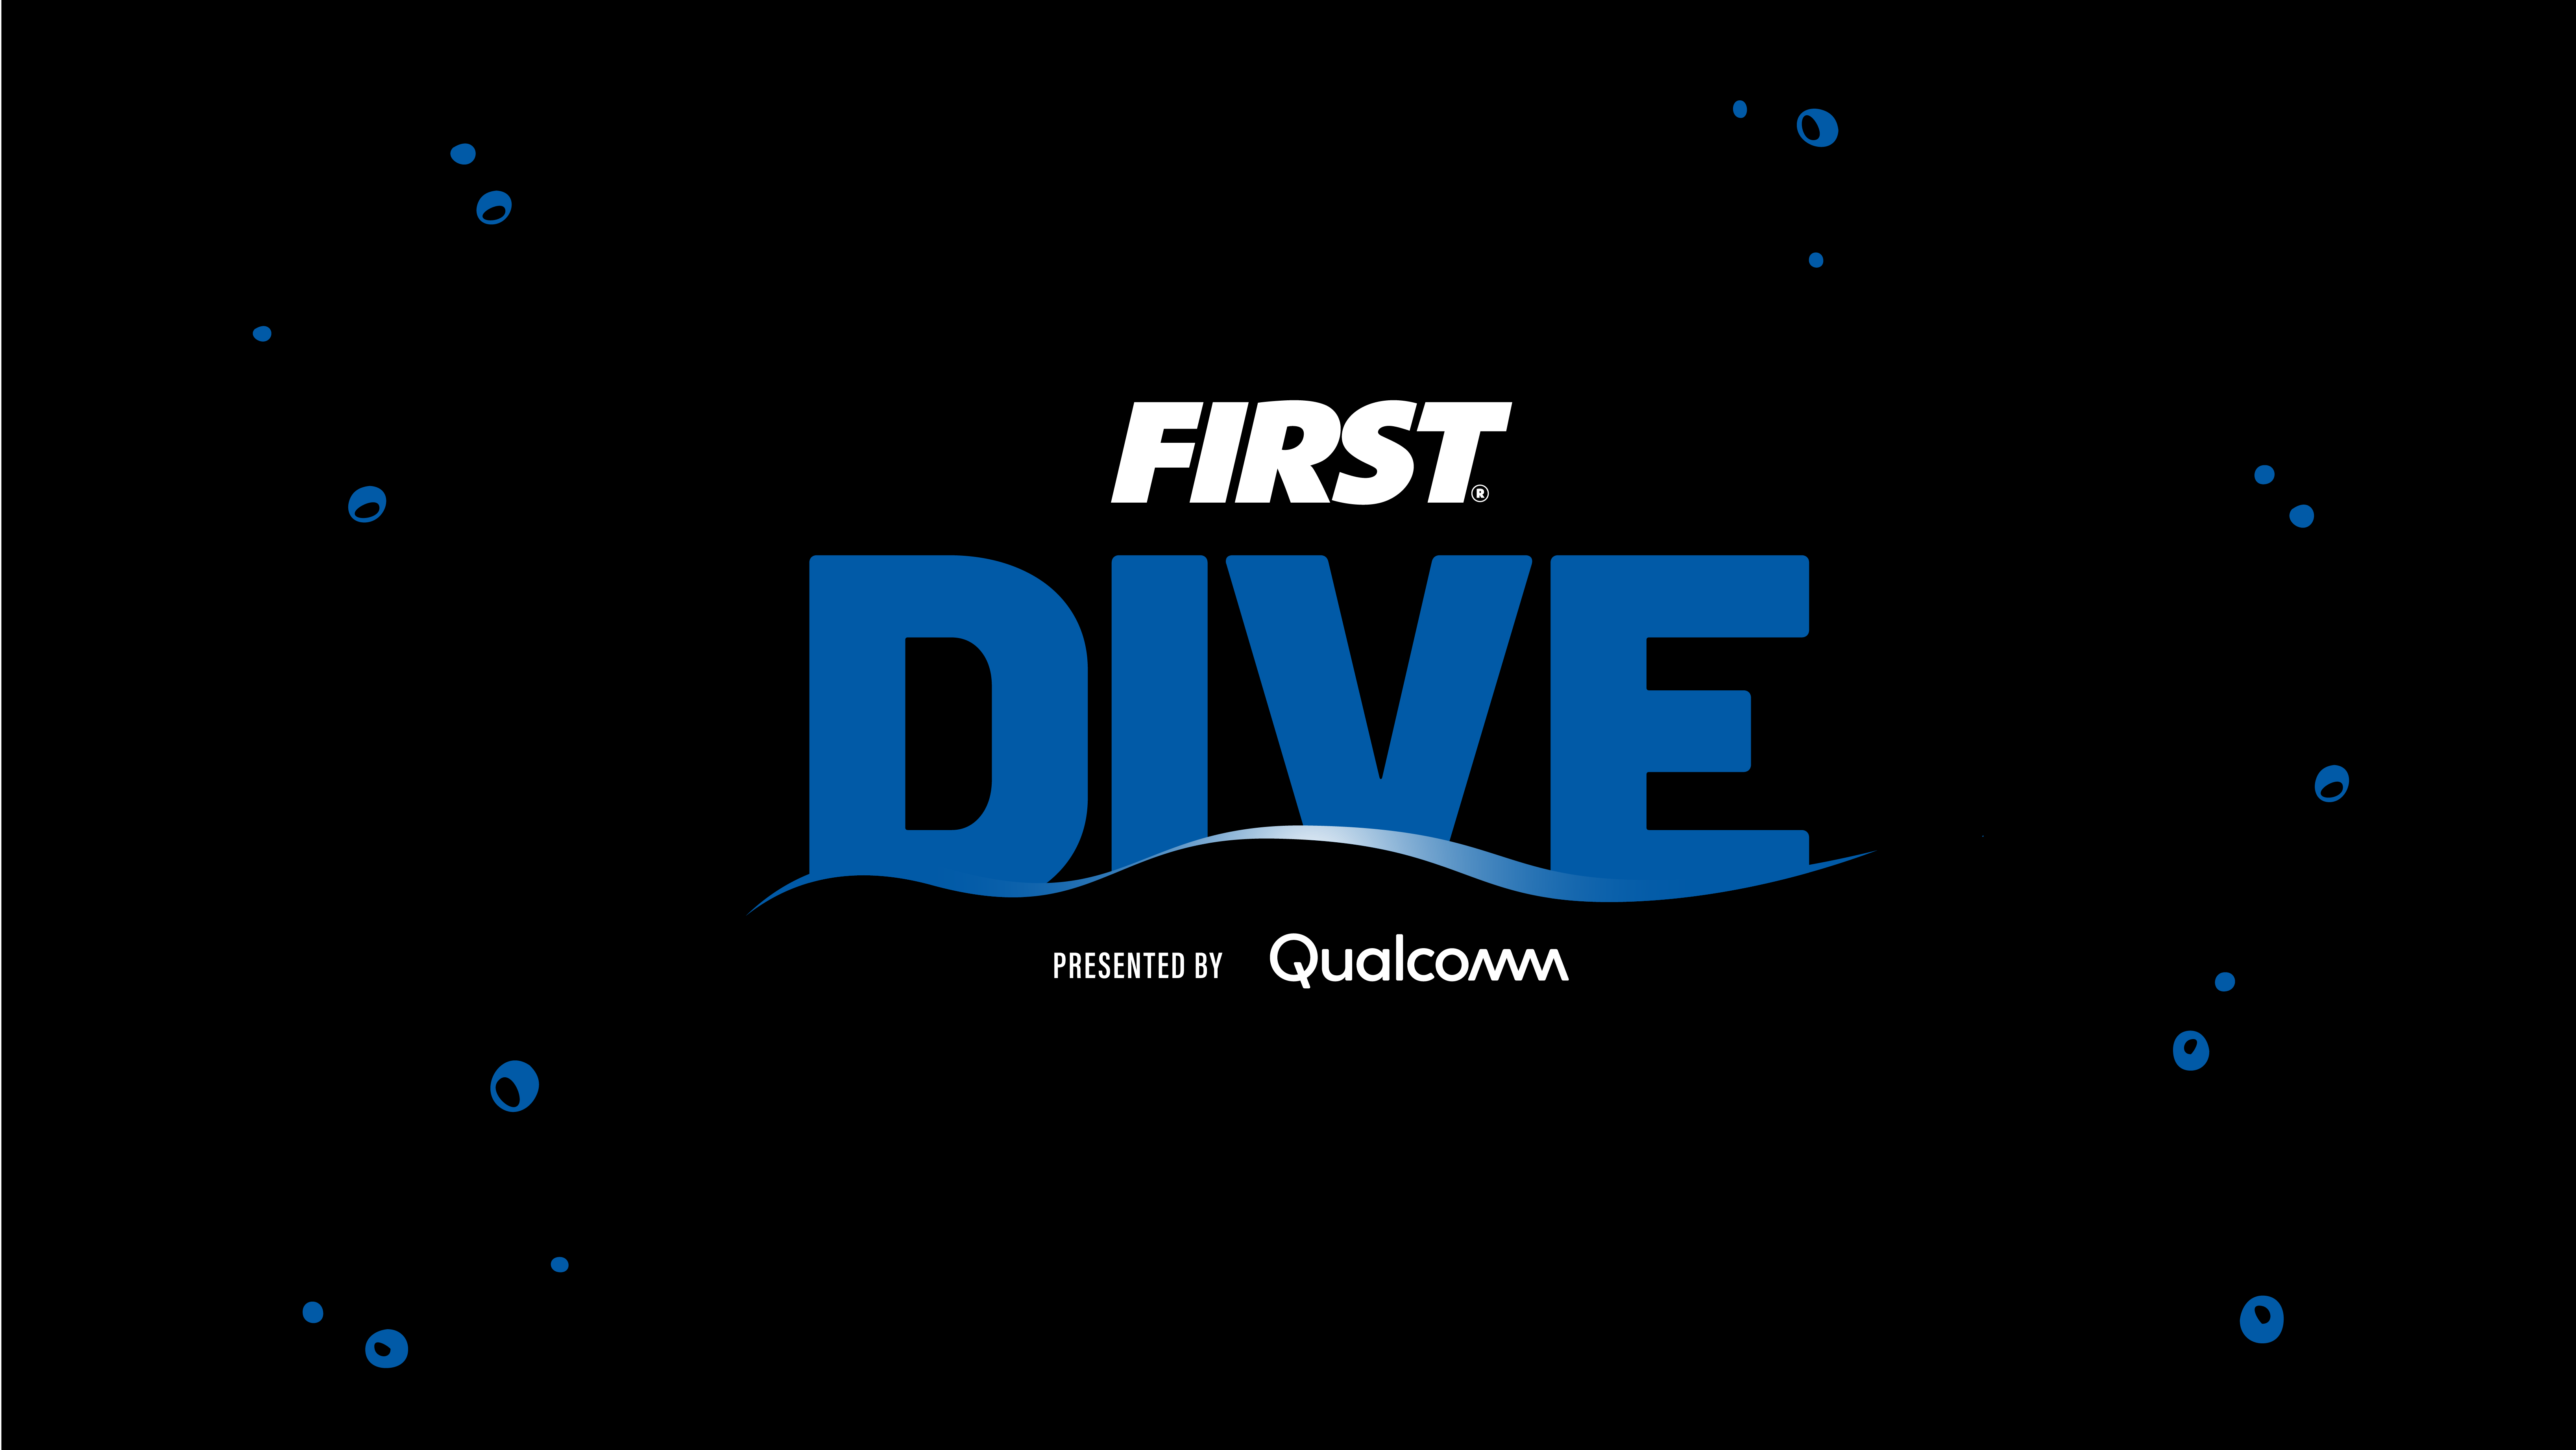 FIRST®
DIVE
PRESENTED BY Qualcomm